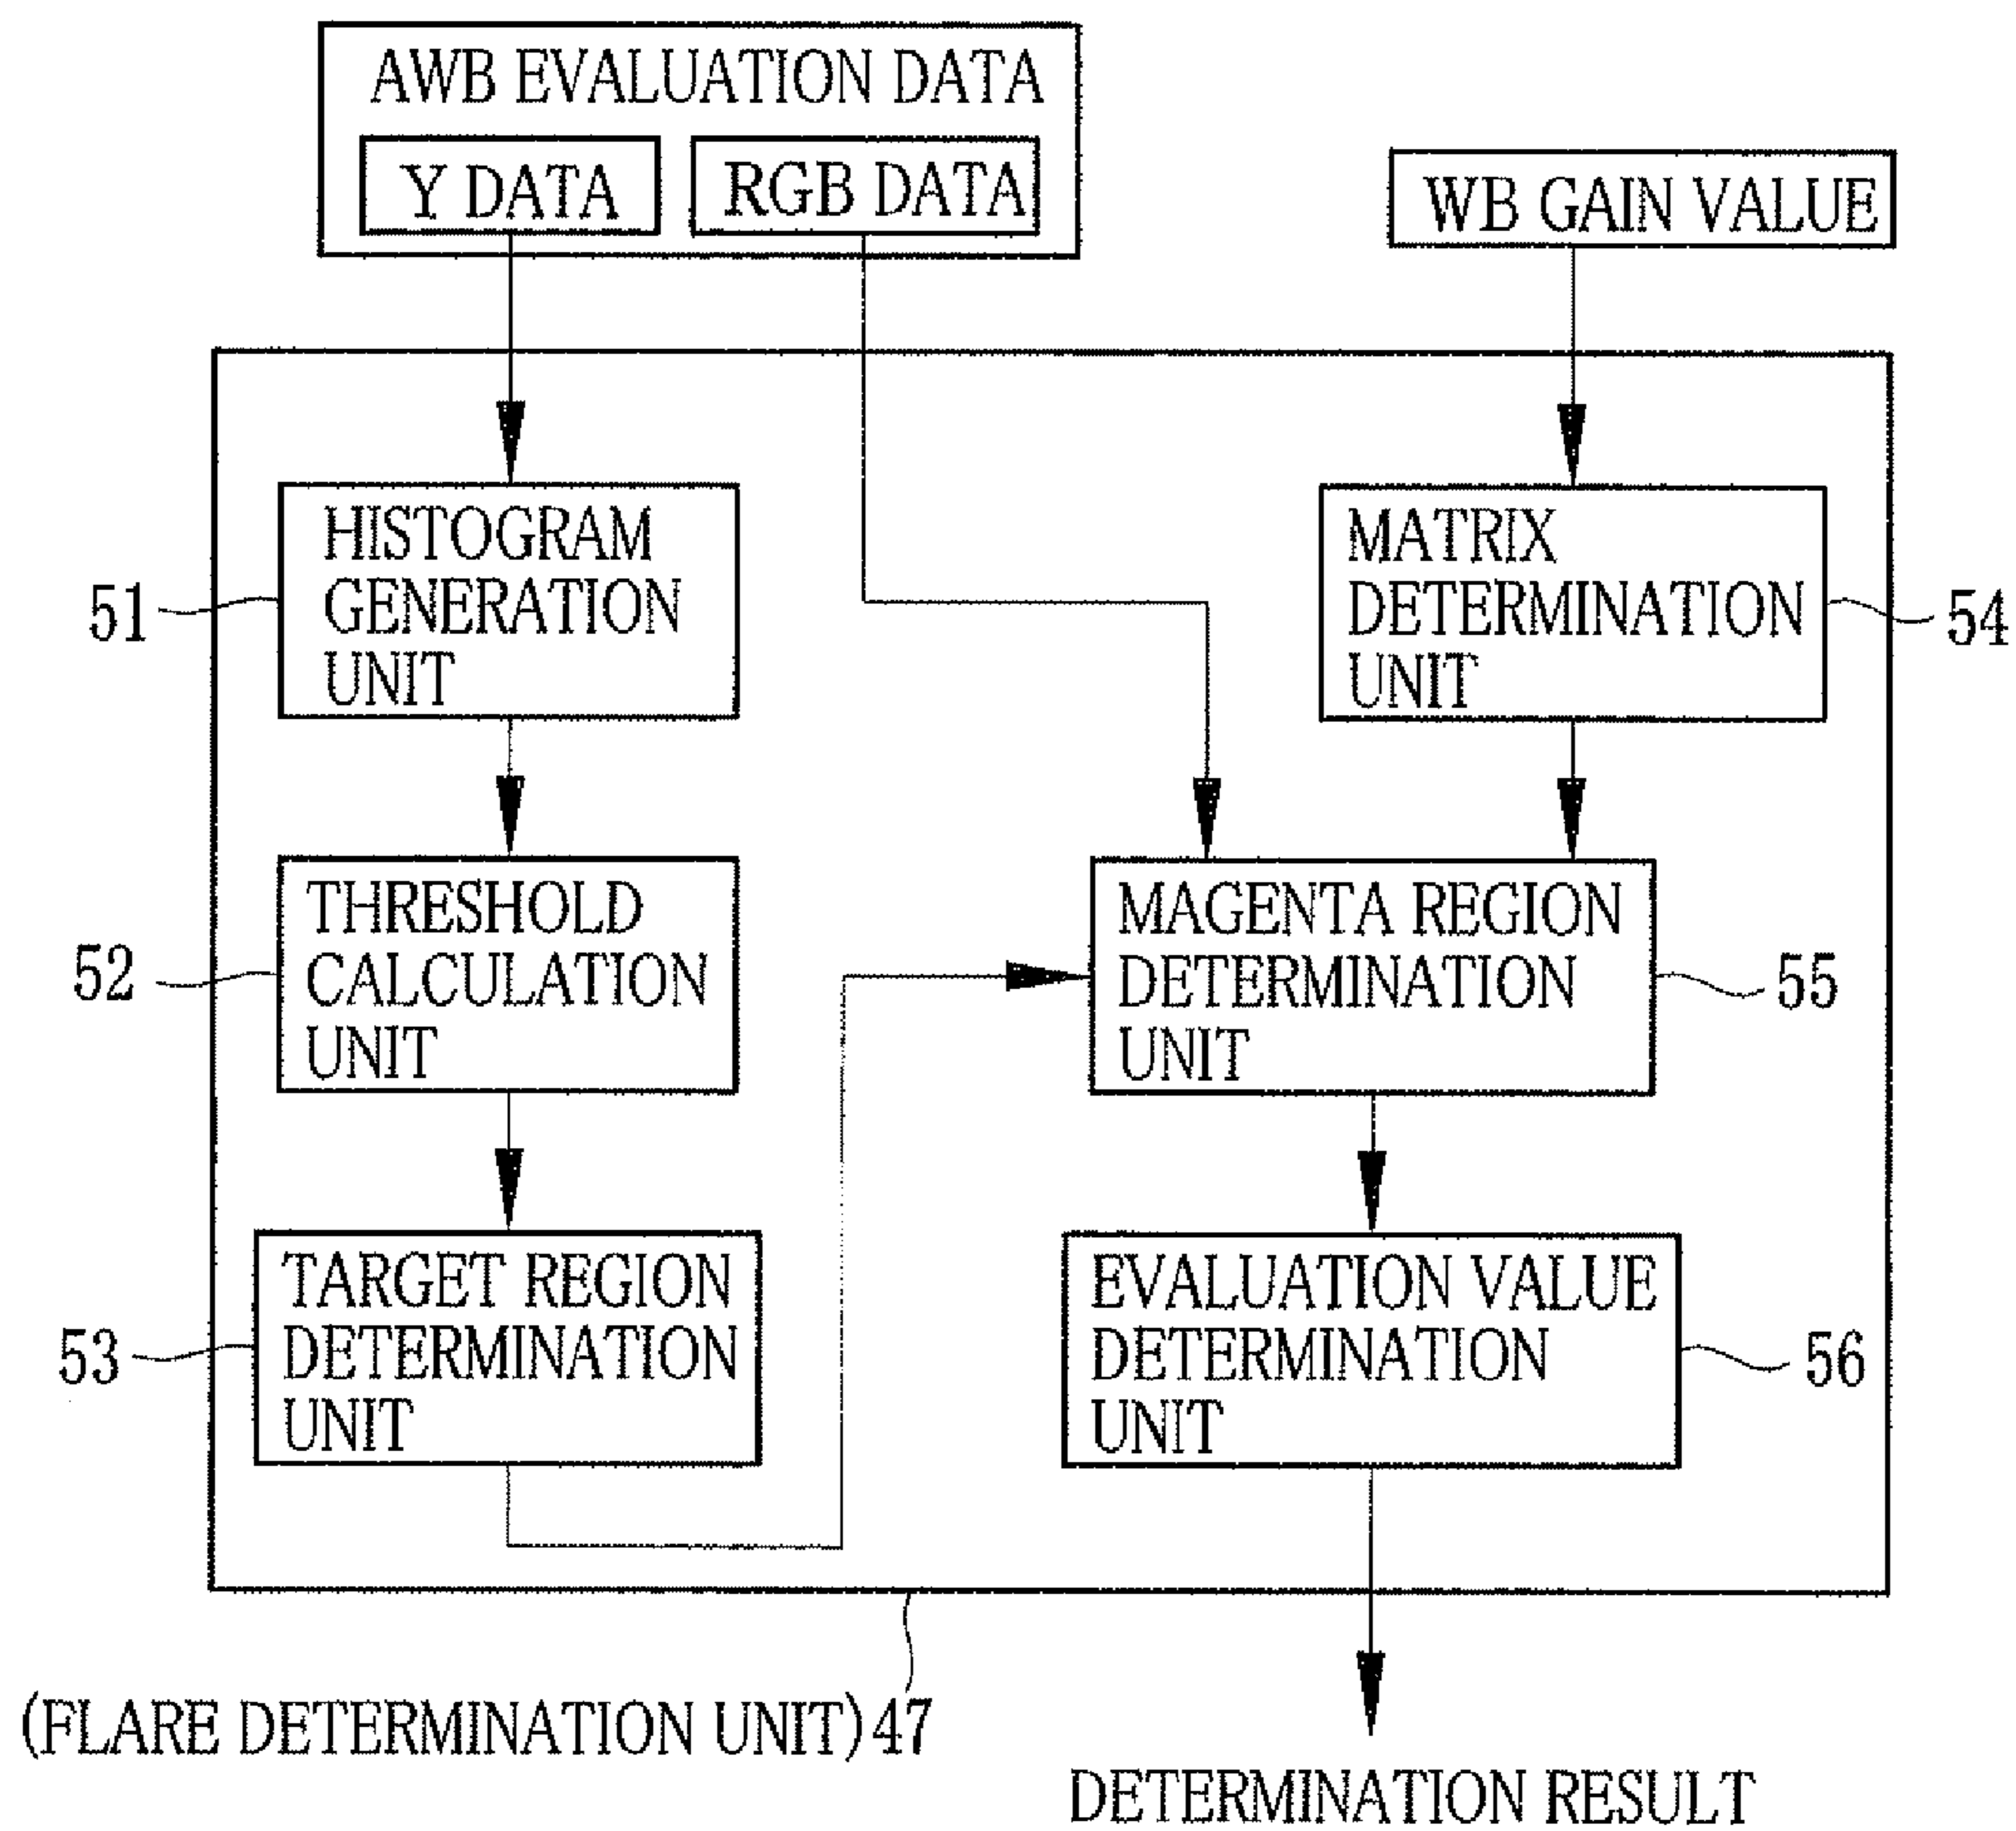 AWB EVALUATION DATA
Y DATA
RGB DATA
WB GAIN VALUE
HISTOGRAM
GENERATION
UNIT
51
MATRIX
DETERMINATION
UNIT
54
THRESHOLD
CALCULATION
UNIT
52
MAGENTA REGION
DETERMINATION
UNIT
55
TARGET REGION
DETERMINATION
UNIT
53
EVALUATION VALUE
DETERMINATION
UNIT
56
(FLARE DETERMINATION UNIT) 47
DETERMINATION RESULT